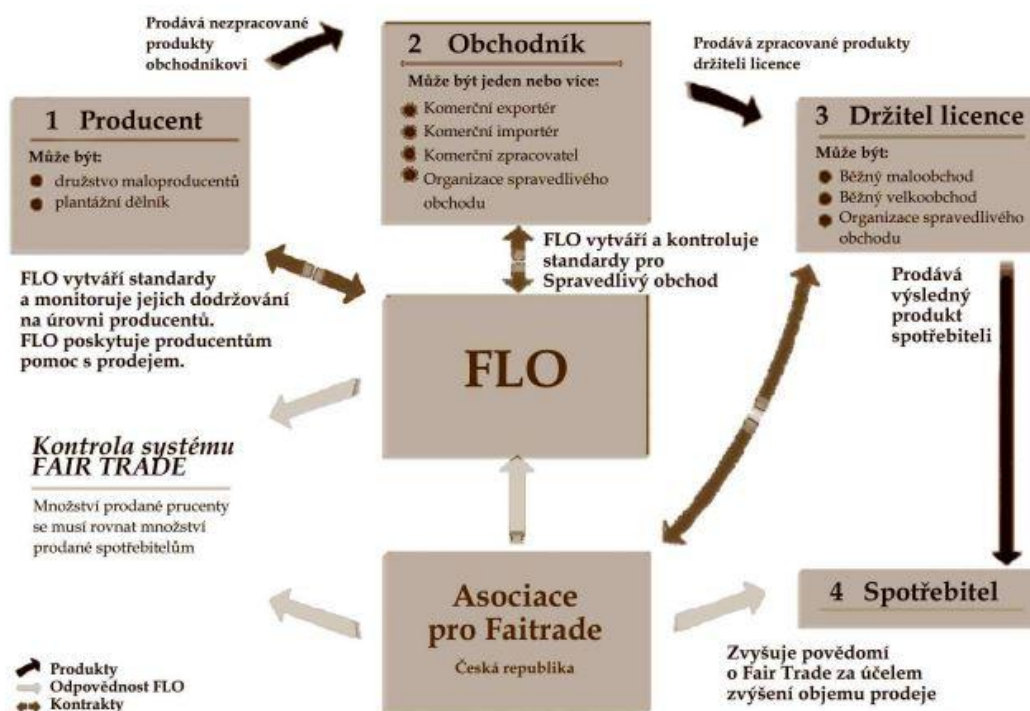 Prodává nezpracované
produkty
obchodníkovi
2 Obchodník
Může být jeden nebo více:
Komerční exportér
Komerční importér
Komerční zpracovatel
Organizace spravedlivého
obchodu
Prodává zpracované produkty
držiteli licence
1 Producent
Může být:
družstvo maloproducentů
plantážní dělník
3 Držitel licence
Může být:
Běžný maloobchod
Běžný velkoobchod
Organizace spravedlivého
obchodu
FLO vytváří standardy
a monitoruje jejich dodržování
na úrovni producentů.
FLO poskytuje producentům
pomoc s prodejem.
FLO vytváří a kontroluje
standardy pro
Spravedlivý obchod
Prodává
výsledný
produkt
spotřebiteli
FLO
Kontrola systému
FAIR TRADE
Množství prodané prucenty
se musí rovnat množství
prodané spotřebitelům
Asociace
pro Faitrade
Česká republika
4 Spotřebitel
Zvyšuje povědomí
o Fair Trade za účelem
zvýšení objemu prodeje
Produkty
Odpovědnost FLO
Kontrakty